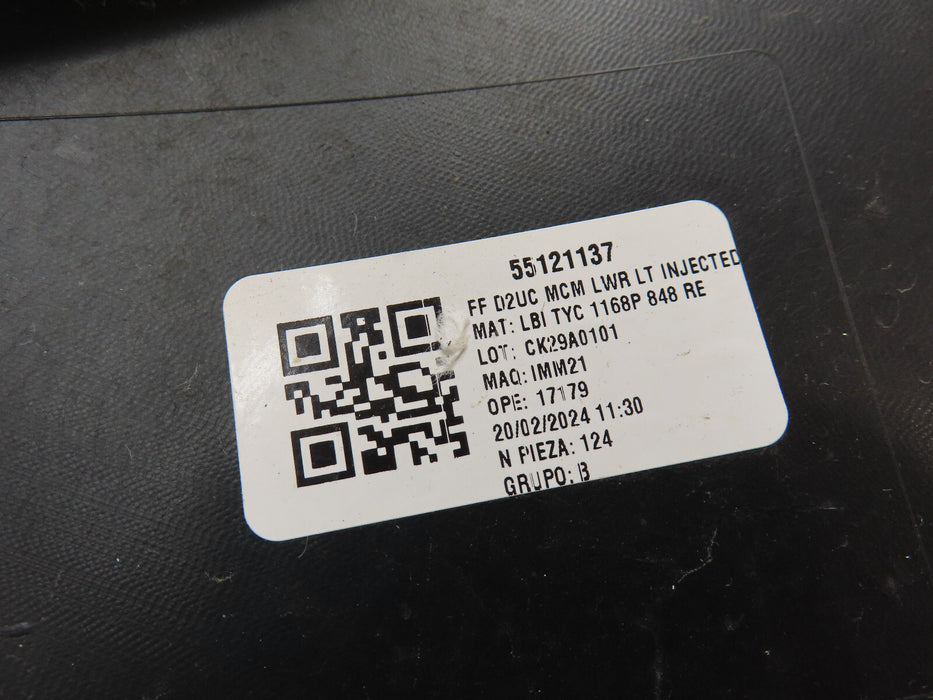 55121137
FF D2UC MCM LWR LT INJECTED
MAT: LBI TYC 1168P 848 RE
LOT: CK29A0101
MAQ: IMM21
OPE: 17179
20/02/2024 11:30
N PIEZA: 124
GRUPO: B